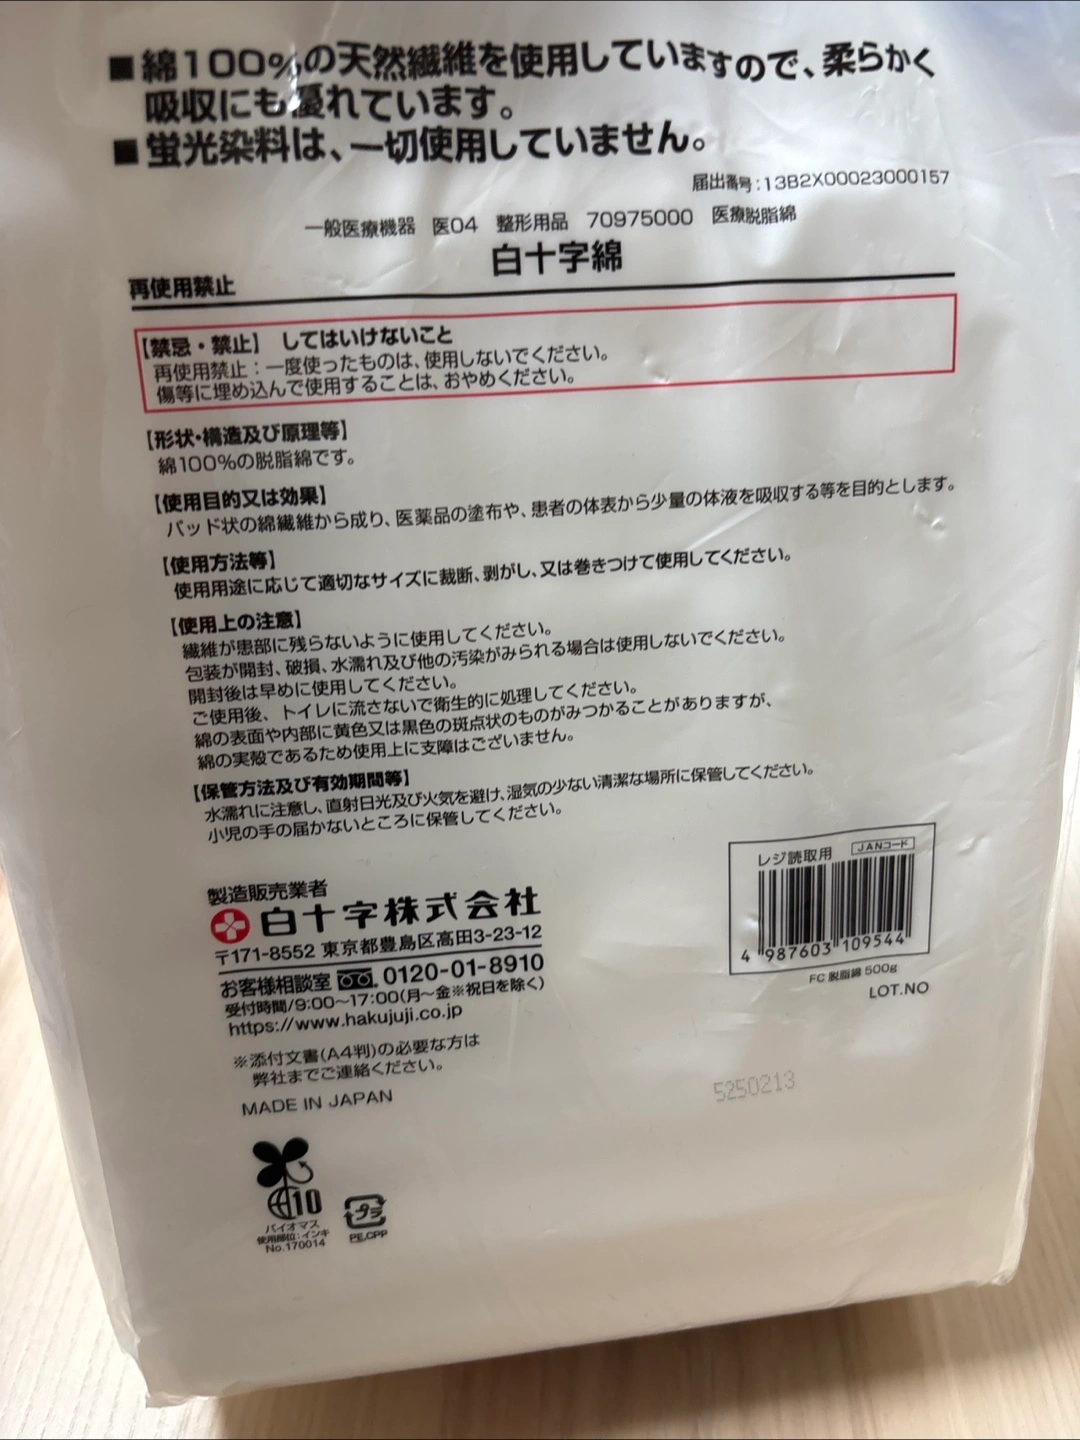 ■綿100%の天然繊維を使用していますので、柔らかく
吸収にも優れています。
■蛍光染料は、一切使用していません。
届出番号:13B2X00023000157
一般医療機器 医04 整形用品 70975000 医療脱脂綿
白十字綿
再使用禁止
【禁忌・禁止】 してはいけないこと
再使用禁止:一度使ったものは、使用しないでください。
傷等に埋め込んで使用することは、おやめください。
【形状・構造及び原理等】
綿100%の脱脂綿です。
【使用目的又は効果】
パッド状の綿繊維から成り、医薬品の塗布や、患者の体表から少量の体液を吸収する等を目的とします。
【使用方法等】
使用用途に応じて適切なサイズに裁断、剥がし、又は巻きつけて使用してください。
【使用上の注意】
繊維が患部に残らないように使用してください。
包装が開封、破損、水濡れ及び他の汚染がみられる場合は使用しないでください。
開封後は早めに使用してください。
ご使用後、トイレに流さないで衛生的に処理してください。
綿の表面や内部に黄色又は黒色の斑点状のものがみつかることがありますが、
綿の実殻であるため使用上に支障はございません。
【保管方法及び有効期間等】
水濡れに注意し、直射日光及び火気を避け、湿気の少ない清潔な場所に保管してください。
小児の手の届かないところに保管してください。
製造販売業者
白十字株式会社
〒171-8552 東京都豊島区高田3-23-12
お客様相談室 0120-01-8910
受付時間/9:00~17:00(月~金※祝日を除く)
https://www.hakujuji.co.jp
※添付文書(A4判)の必要な方は
弊社までご連絡ください。
MADE IN JAPAN
レジ読取用 JANコード
4 987603 109544
FC 脱脂綿 500g
LOT.NO
5250213
10
バイオマス
使用部位:インキ
No.170014
プラ
PE,CPP